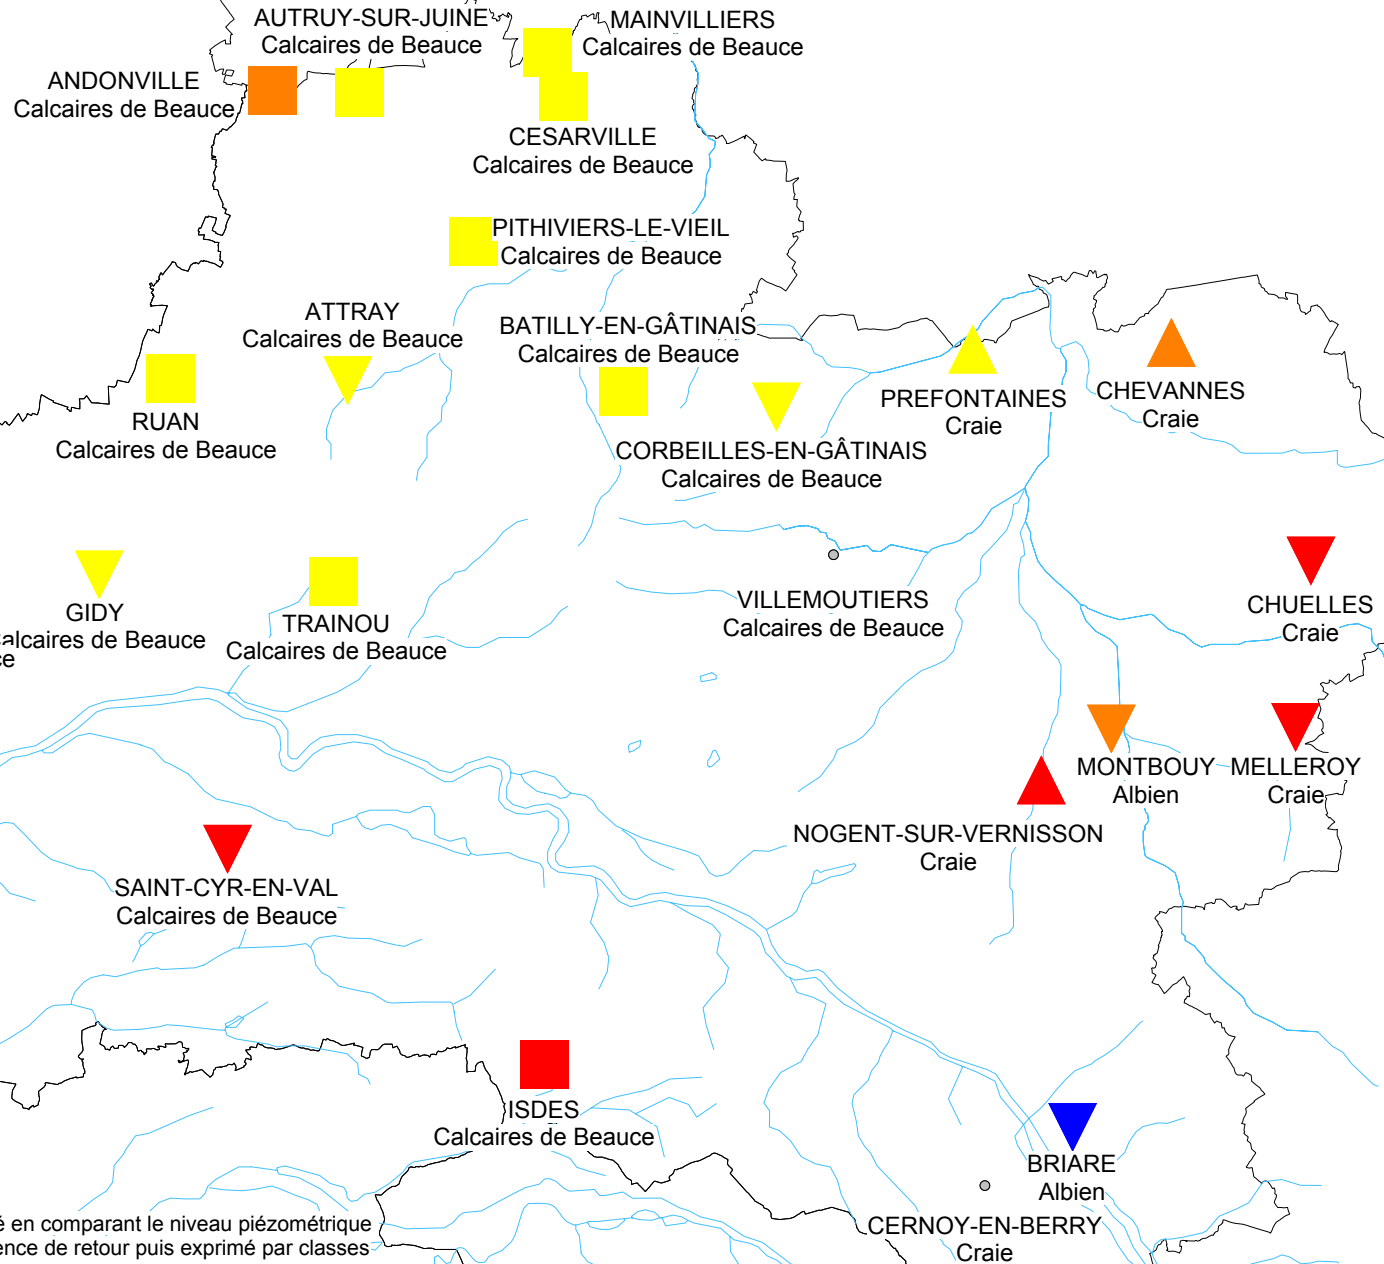 AUTRUY-SUR-JUINE
Calcaires de Beauce
MAINVILLIERS
Calcaires de Beauce
ANDONVILLE
Calcaires de Beauce
CESARVILLE
Calcaires de Beauce
PITHIVIERS-LE-VIEIL
Calcaires de Beauce
ATTRAY
Calcaires de Beauce
BATILLY-EN-GÂTINAIS
Calcaires de Beauce
RUAN
Calcaires de Beauce
PREFONTAINES
Craie
CHEVANNES
Craie
CORBEILLES-EN-GÂTINAIS
Calcaires de Beauce
GIDY
Calcaires de Beauce
ce
TRAINOU
Calcaires de Beauce
VILLEMOUTIERS
Calcaires de Beauce
CHUELLES
Craie
MONTBOUY
Albien
MELLEROY
Craie
NOGENT-SUR-VERNISSON
Craie
SAINT-CYR-EN-VAL
Calcaires de Beauce
ISDES
Calcaires de Beauce
BRIARE
Albien
CERNOY-EN-BERRY
Craie
é en comparant le niveau piézométrique
ence de retour puis exprimé par classes